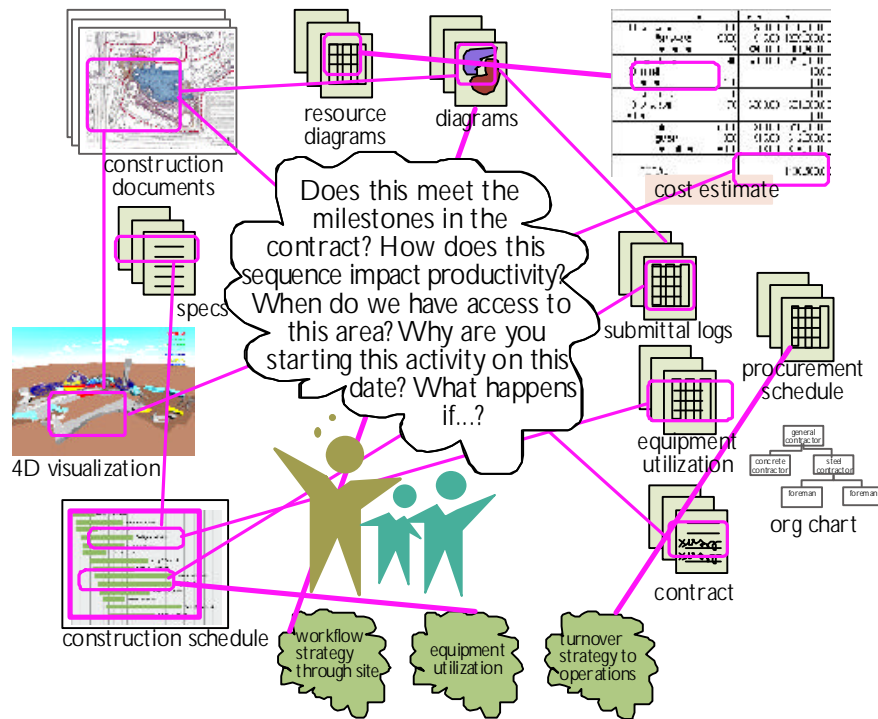 resource
diagrams
diagrams
construction
documents
cost estimate
Does this meet the
milestones in the
contract? How does this
sequence impact productivity?
When do we have access to
this area? Why are you
starting this activity on this
date? What happens
if...?
specs
submittal logs
procurement
schedule
4D visualization
equipment
utilization
general
contractor
concrete
contractor
steel
contractor
foreman
foreman
org chart
contract
construction schedule
workflow
strategy
through site
equipment
utilization
turnover
strategy to
operations